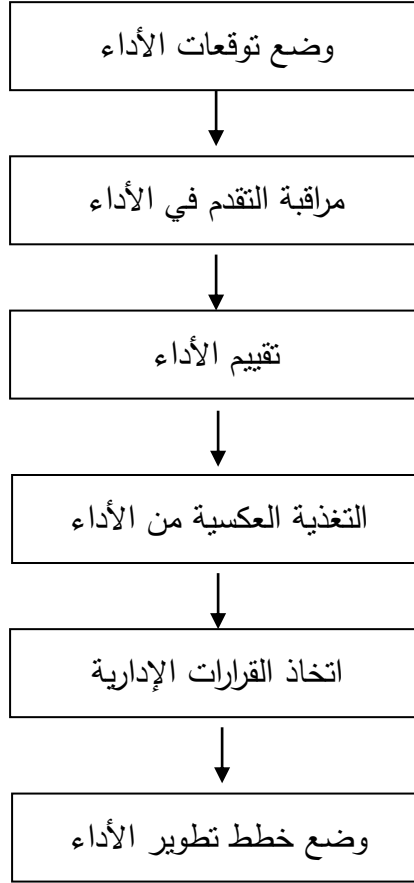 وضع توقعات الأداء
مراقبة التقدم في الأداء
تقييم الأداء
التغذية العكسية من الأداء
اتخاذ القرارات الإدارية
وضع خطط تطوير الأداء